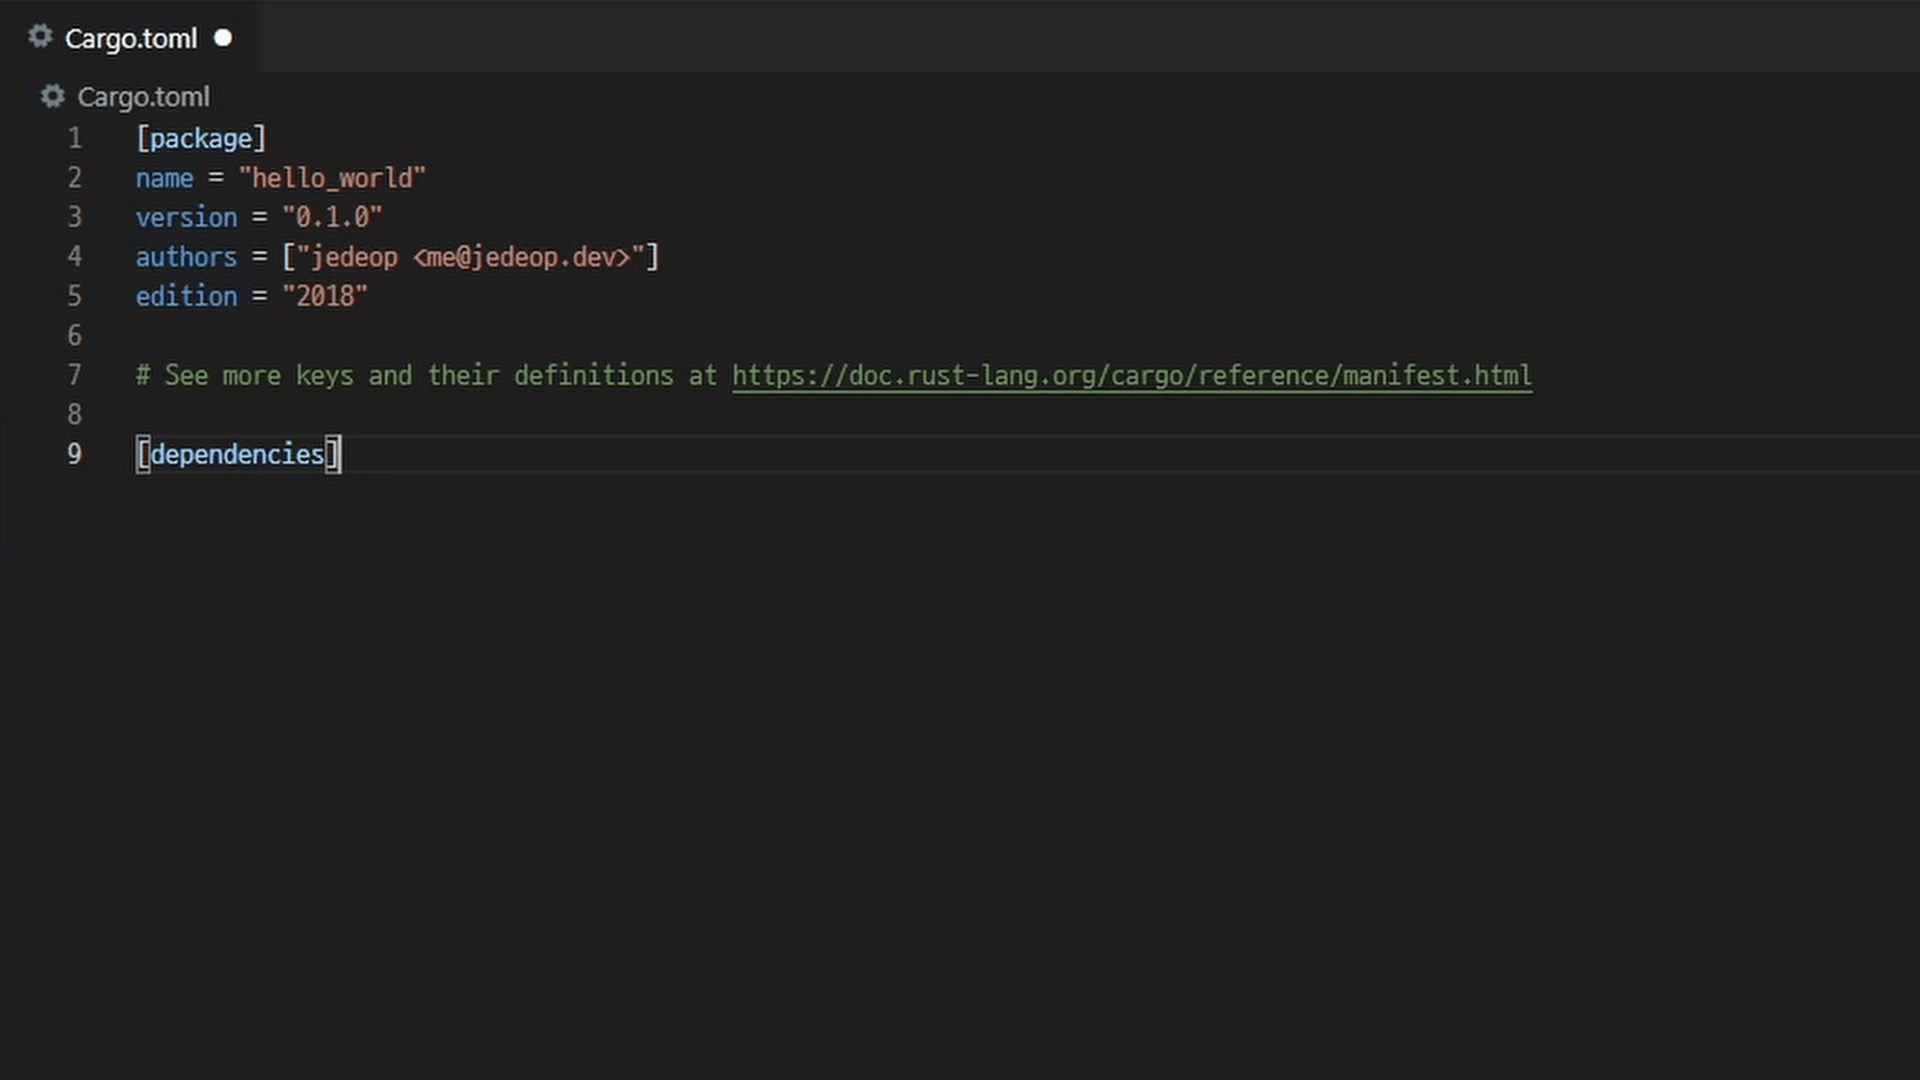 Cargo.toml
Cargo.toml
1 [package]
2 name = "hello_world"
3 version = "0.1.0"
4 authors = ["jedeop <me@jedeop.dev>"]
5 edition = "2018"
6
7 # See more keys and their definitions at https://doc.rust-lang.org/cargo/reference/manifest.html
8
9 [dependencies]